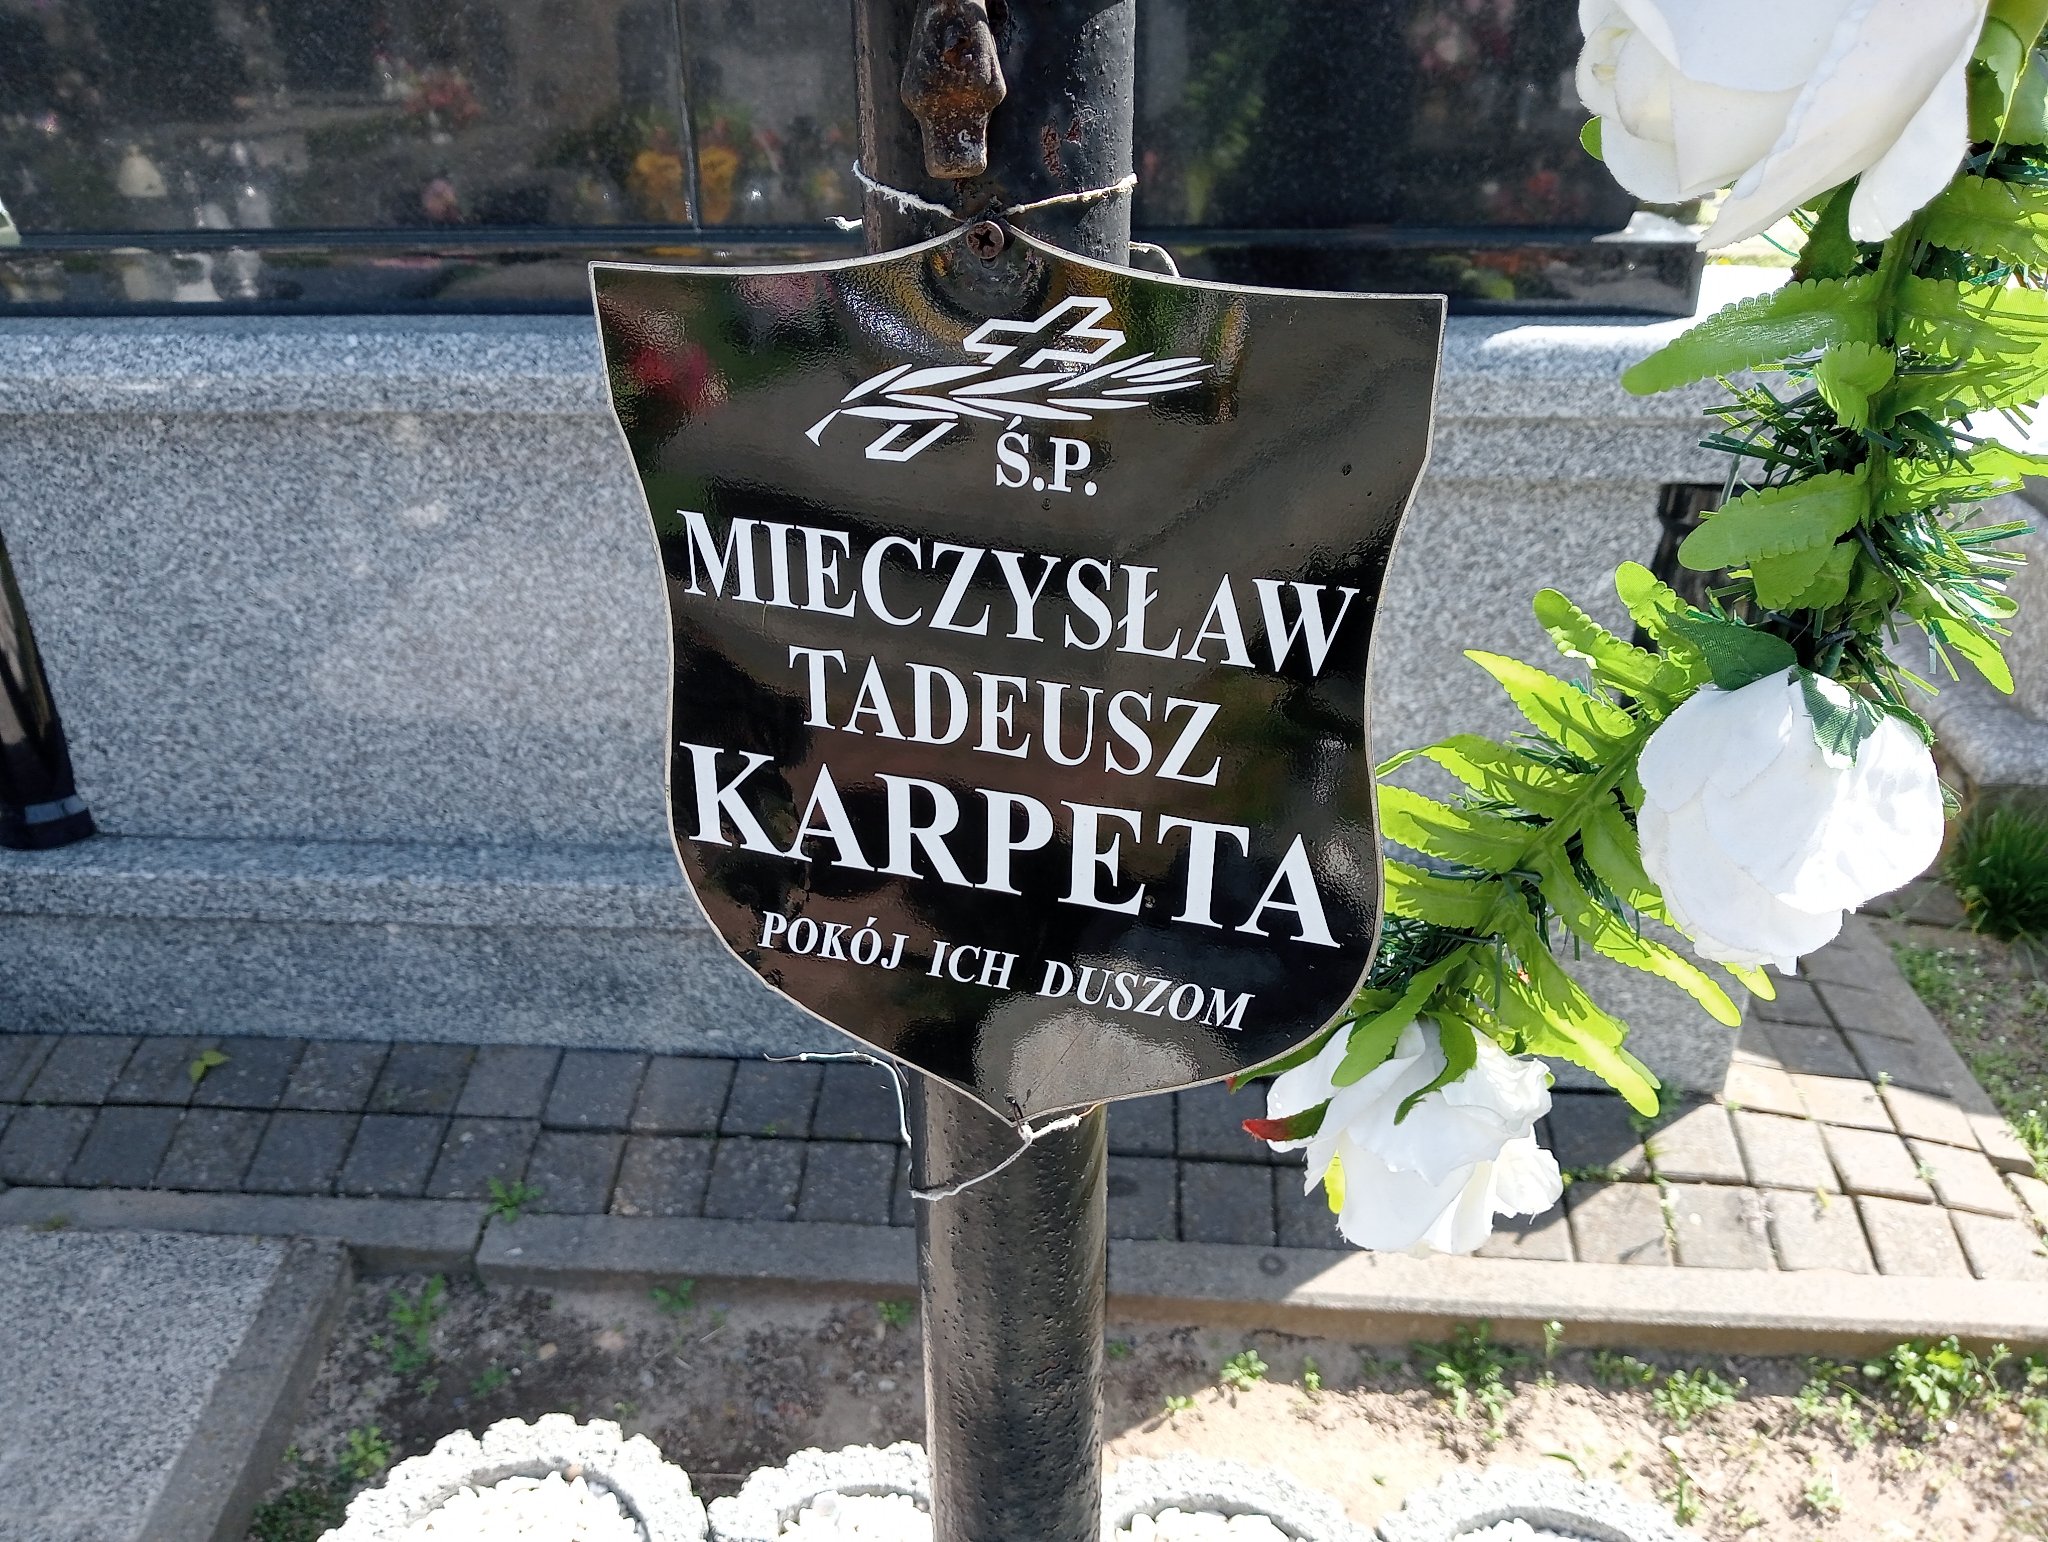 Ś.P.
MIECZYSŁAW
TADEUSZ
KARPETA
POKÓJ ICH DUSZOM